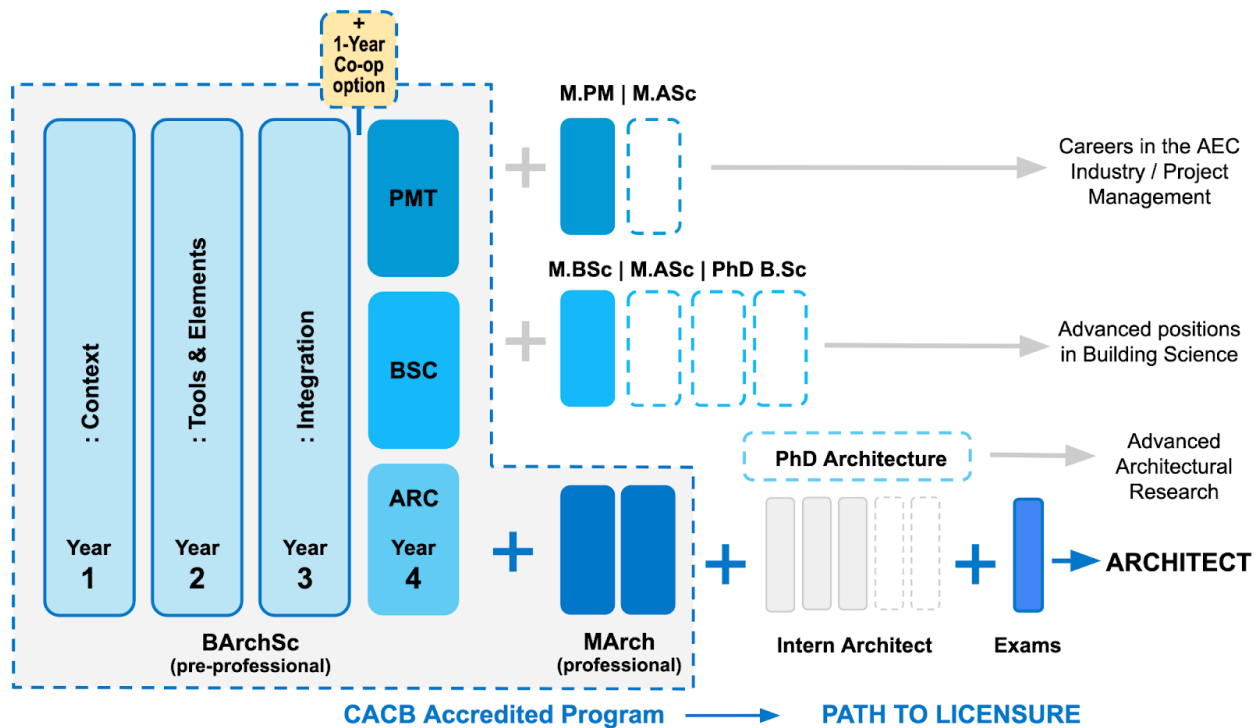 +
1-Year
Co-op
option
: Context
Year
1
: Tools & Elements
Year
2
: Integration
Year
3
PMT
BSC
ARC
Year
4
BArchSc
(pre-professional)
M.PM | M.ASc
Careers in the AEC
Industry / Project
Management
M.BSc | M.ASc | PhD B.Sc
Advanced positions
in Building Science
PhD Architecture
Advanced
Architectural
Research
+
+
+
+
+
MArch
(professional)
Intern Architect
Exams
ARCHITECT
CACB Accredited Program
PATH TO LICENSURE